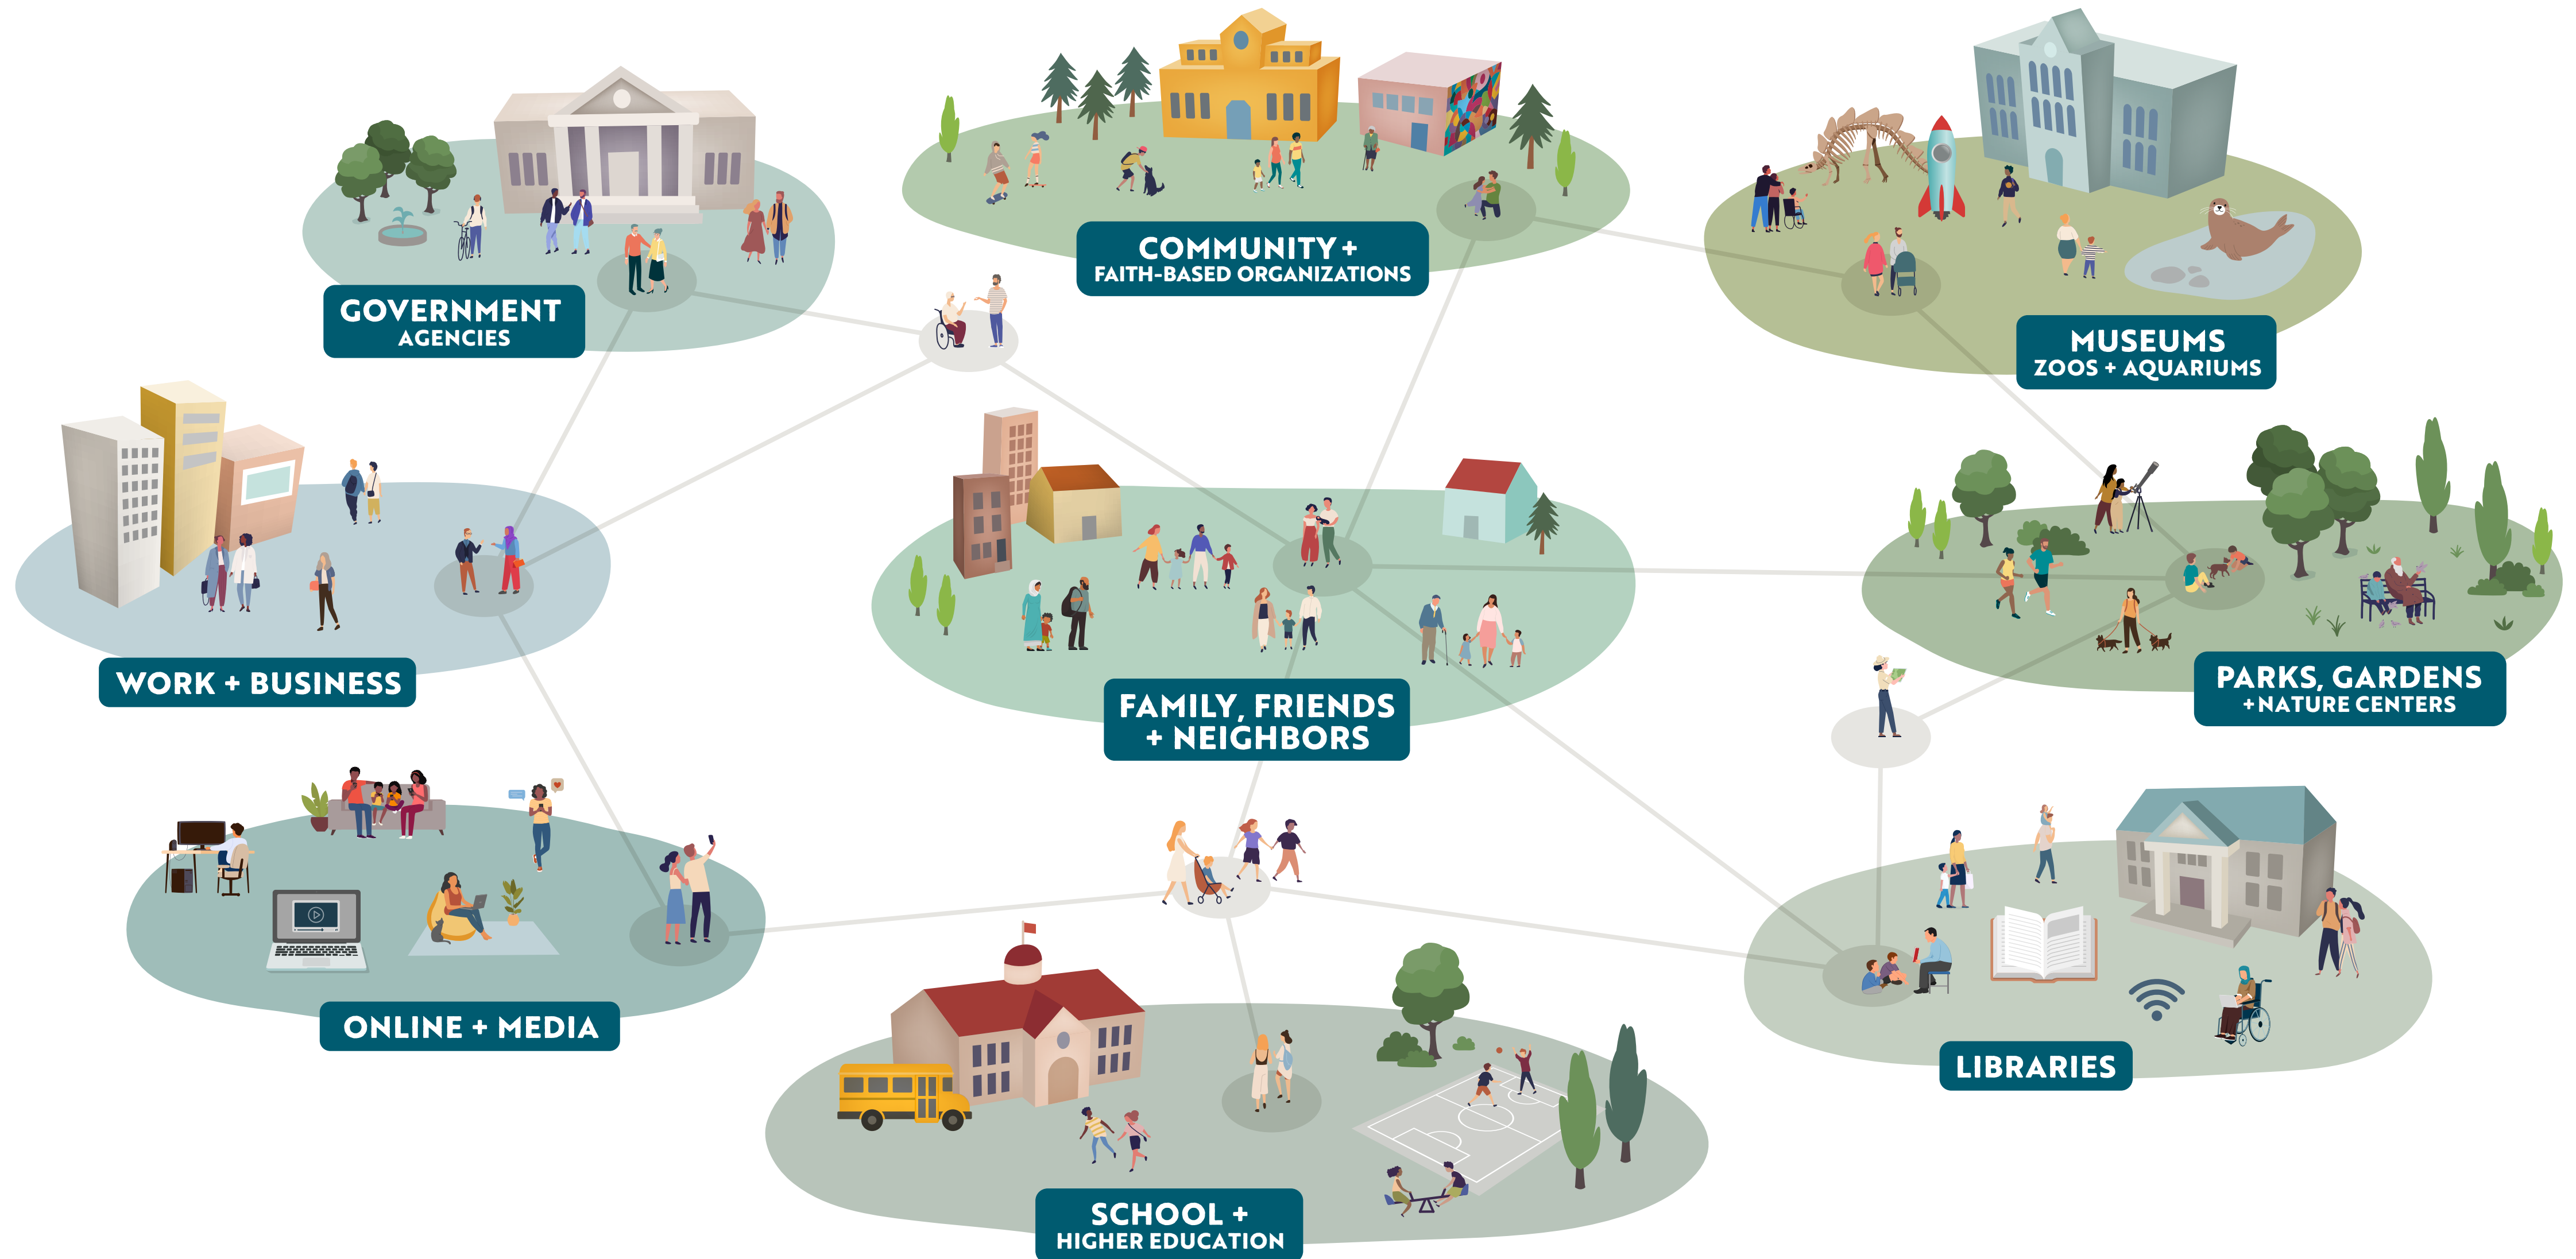 COMMUNITY +
FAITH-BASED ORGANIZATIONS
GOVERNMENT
AGENCIES
MUSEUMS
ZOOS + AQUARIUMS
WORK + BUSINESS
FAMILY, FRIENDS
+ NEIGHBORS
PARKS, GARDENS
+ NATURE CENTERS
ONLINE + MEDIA
LIBRARIES
SCHOOL +
HIGHER EDUCATION